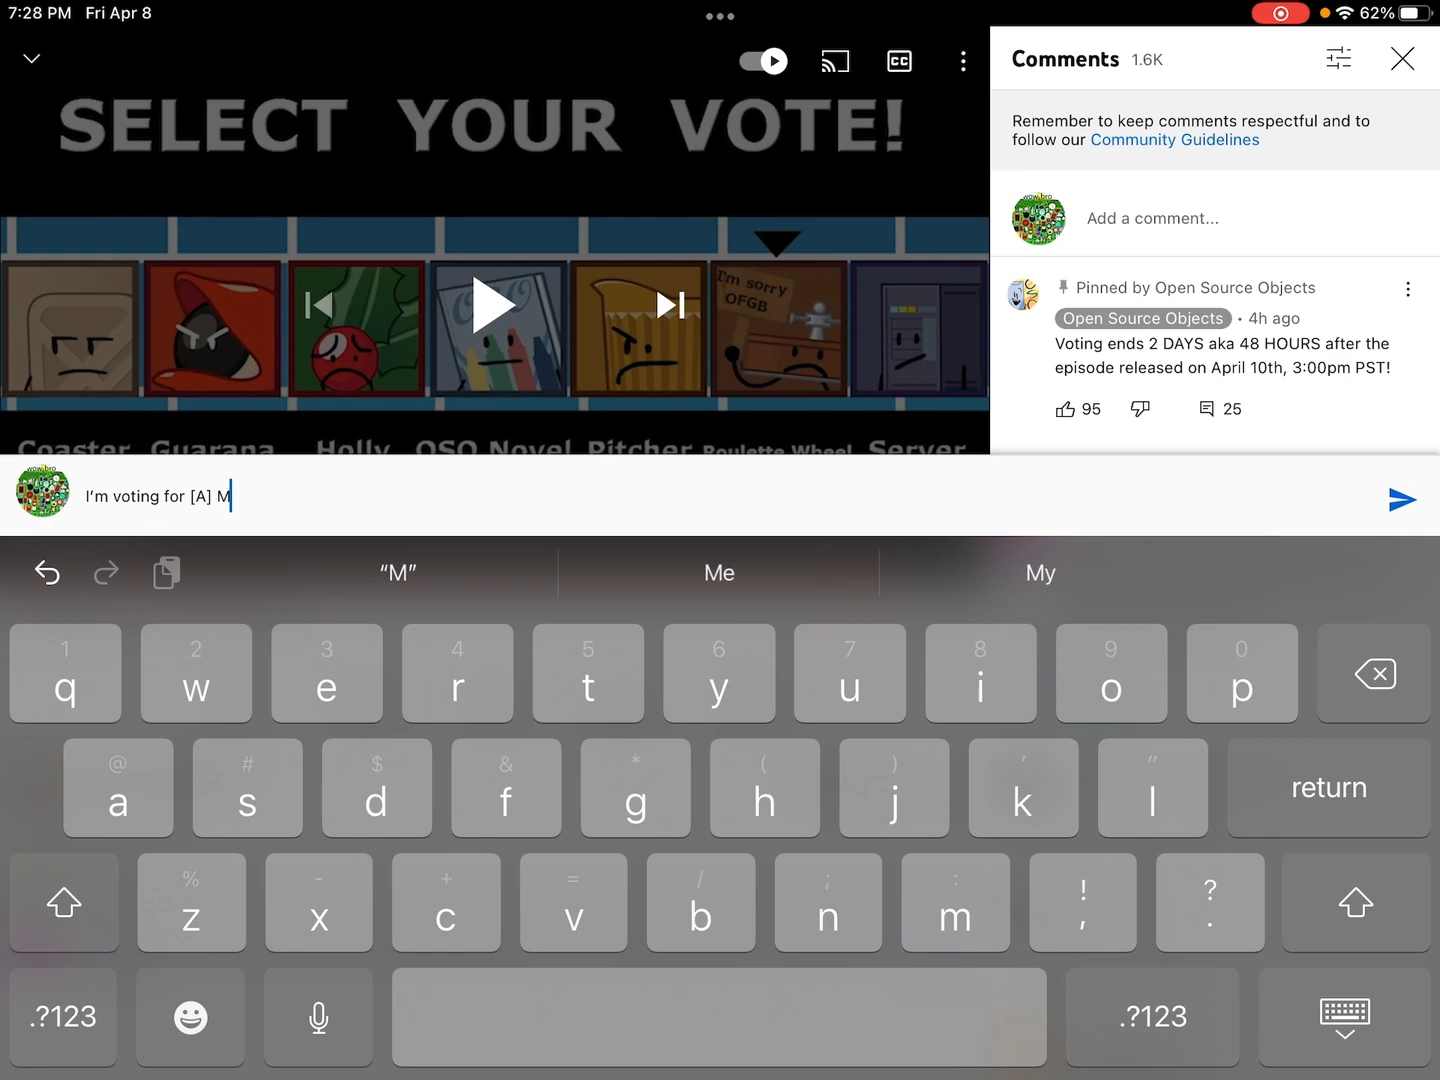 7:28 PM Fri Apr 8
62%
CC
SELECT YOUR VOTE!
Comments 1.6K
Remember to keep comments respectful and to
follow our Community Guidelines
Add a comment...
Pinned by Open Source Objects
Open Source Objects • 4h ago
Voting ends 2 DAYS aka 48 HOURS after the
episode released on April 10th, 3:00pm PST!
95 25
I'm sorry
OFGB
Coaster Guarana Holly OSO Novel Pitcher Roulette Wheel Server
I'm voting for [A] M
“M” Me My
1 2 3 4 5 6 7 8 9 0
q w e r t y u i o p
@ # $ & * ( ) ' "
a s d f g h j k l return
% - + = / ; : ! ?
z x c v b n m , .
.?123 .?123